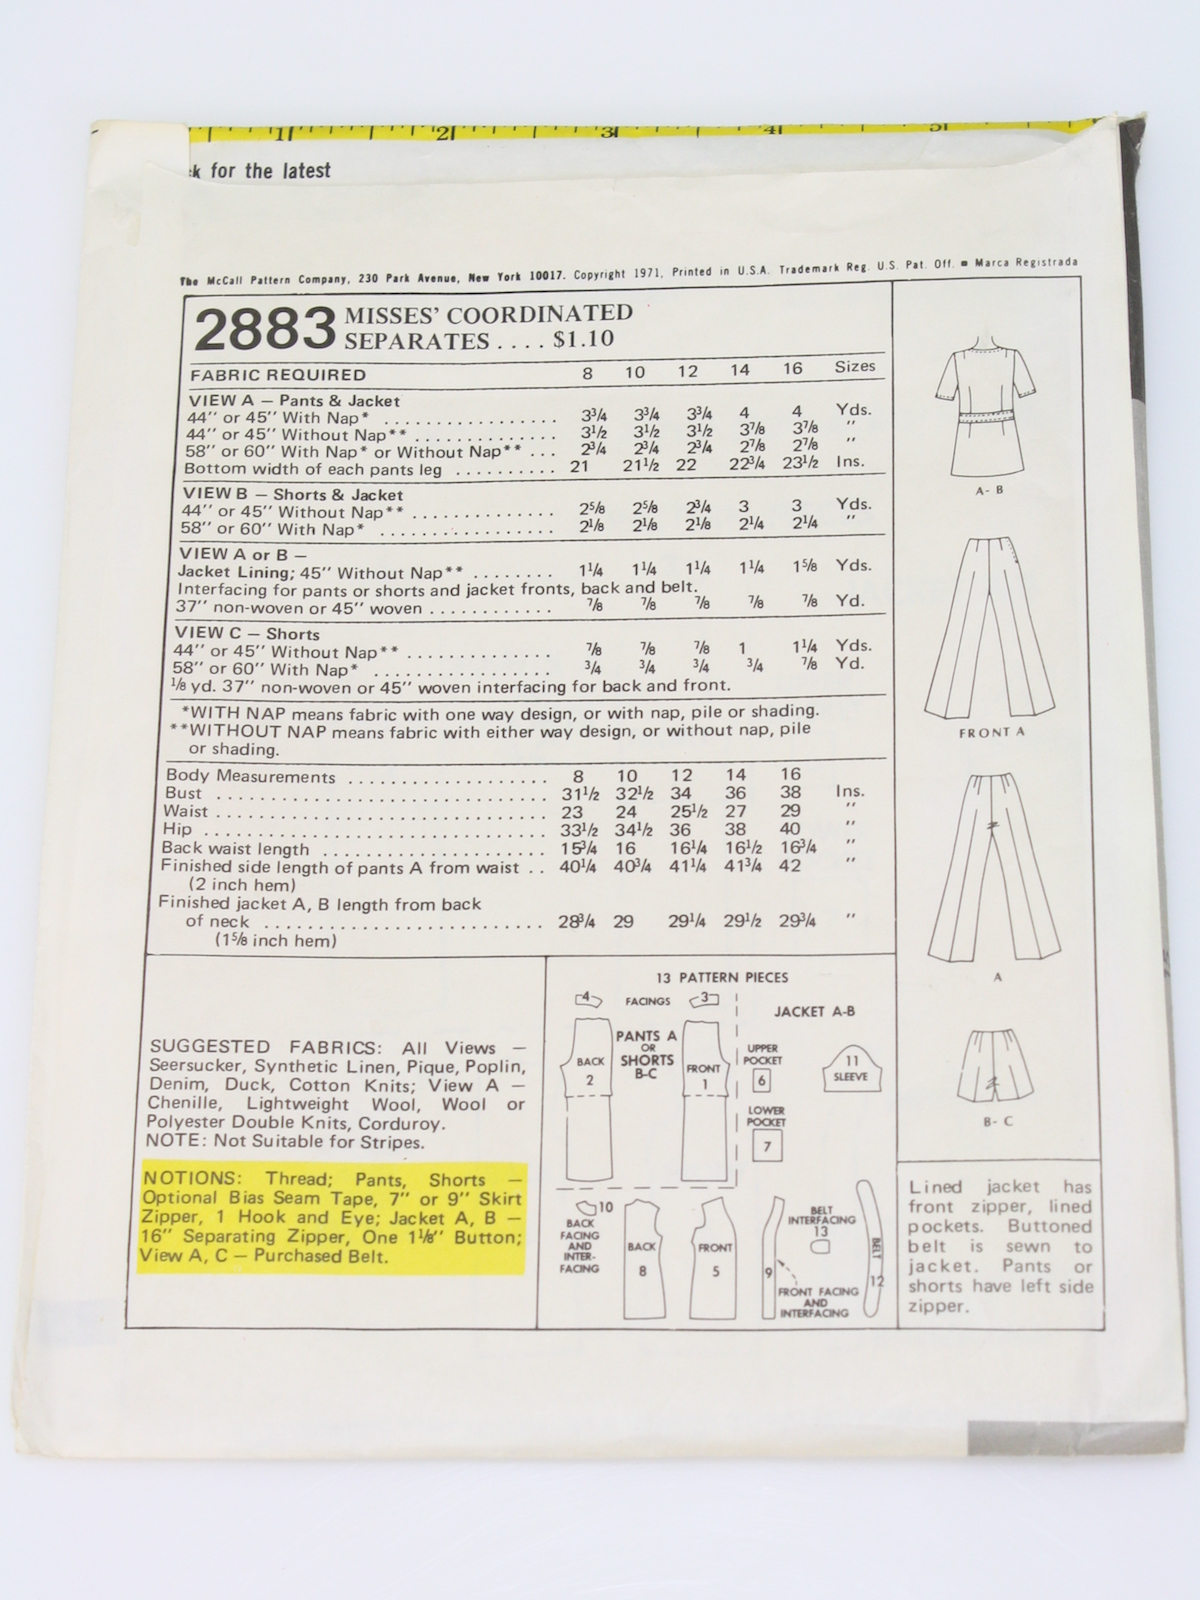 1 2 3 4 5
for the latest
The McCall Pattern Company, 230 Park Avenue, New York 10017. Copyright 1971, Printed in U.S.A. Trademark Reg. U.S. Pat. Off. ■ Marca Registrada
2883 MISSES’ COORDINATED
SEPARATES .... $1.10
FABRIC REQUIRED 8 10 12 14 16 Sizes
VIEW A – Pants & Jacket
44” or 45” With Nap* ................ 3¾ 3¾ 3¾ 4 4 Yds.
44” or 45” Without Nap** ............. 3½ 3½ 3½ 3⅞ 3⅞ ”
58” or 60” With Nap* or Without Nap** ... 2¾ 2¾ 2¾ 2⅞ 2⅞ ”
Bottom width of each pants leg .......... 21 21½ 22 22¾ 23½ Ins.
VIEW B – Shorts & Jacket
44” or 45” Without Nap** ............. 2⅝ 2⅝ 2¾ 3 3 Yds.
58” or 60” With Nap* ................ 2⅛ 2⅛ 2⅛ 2¼ 2¼ ”
VIEW A or B –
Jacket Lining; 45” Without Nap** ........ 1¼ 1¼ 1¼ 1¼ 1⅝ Yds.
Interfacing for pants or shorts and jacket fronts, back and belt.
37” non-woven or 45” woven ............ ⅞ ⅞ ⅞ ⅞ ⅞ Yd.
VIEW C – Shorts
44” or 45” Without Nap** .............. ⅞ ⅞ ⅞ 1 1¼ Yds.
58” or 60” With Nap* ................. ¾ ¾ ¾ ¾ ⅞ Yd.
⅛ yd. 37” non-woven or 45” woven interfacing for back and front.
*WITH NAP means fabric with one way design, or with nap, pile or shading.
**WITHOUT NAP means fabric with either way design, or without nap, pile
or shading.
Body Measurements ................... 8 10 12 14 16
Bust ................................ 31½ 32½ 34 36 38 Ins.
Waist ................................ 23 24 25½ 27 29 ”
Hip ................................. 33½ 34½ 36 38 40 ”
Back waist length ...................... 15¾ 16 16¼ 16½ 16¾ ”
Finished side length of pants A from waist .. 40¼ 40¾ 41¼ 41¾ 42 ”
(2 inch hem)
Finished jacket A, B length from back
of neck ........................... 28¾ 29 29¼ 29½ 29¾ ”
(1⅝ inch hem)
A- B
FRONT A
A
B- C
SUGGESTED FABRICS: All Views –
Seersucker, Synthetic Linen, Pique, Poplin,
Denim, Duck, Cotton Knits; View A –
Chenille, Lightweight Wool, Wool or
Polyester Double Knits, Corduroy.
NOTE: Not Suitable for Stripes.
NOTIONS: Thread; Pants, Shorts –
Optional Bias Seam Tape, 7” or 9” Skirt
Zipper, 1 Hook and Eye; Jacket A, B –
16” Separating Zipper, One 1⅛” Button;
View A, C – Purchased Belt.
13 PATTERN PIECES
4 FACINGS 3
PANTS A
OR
SHORTS
B-C
BACK
2
FRONT
1
JACKET A-B
UPPER
POCKET
6
11
SLEEVE
LOWER
POCKET
7
10
BACK
FACING
AND
INTER-
FACING
BACK
8
FRONT
5
9
FRONT FACING
AND
INTERFACING
BELT
INTERFACING
13
BELT
12
Lined jacket has
front zipper, lined
pockets. Buttoned
belt is sewn to
jacket. Pants or
shorts have left side
zipper.